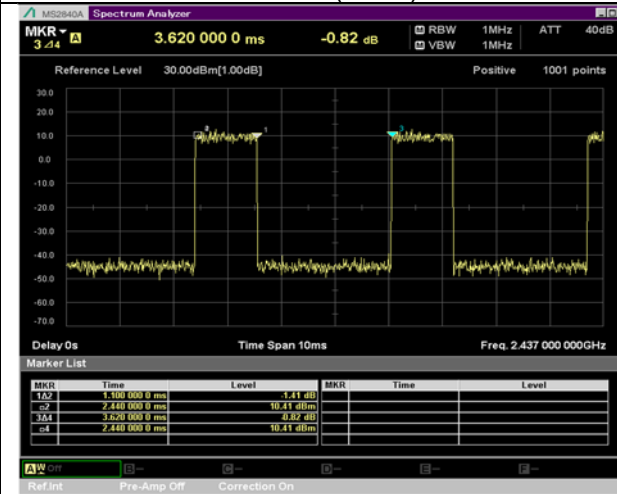 MS2840A Spectrum Analyzer
MKR A 3.620 000 0 ms -0.82 dB RBW 1MHz ATT 40dB
3 ⊿4 VBW 1MHz
Reference Level 30.00dBm[1.00dB] Positive 1001 points
30.0
20.0
10.0 2 1 3
0.0
-10.0
-20.0
-30.0
-40.0
-50.0
-60.0
-70.0
Delay 0s Time Span 10ms Freq. 2.437 000 000GHz
Marker List
MKR Time Level MKR Time Level
1Δ2 1.100 000 0 ms -1.41 dB
□2 2.440 000 0 ms 10.41 dBm
3Δ4 3.620 000 0 ms -0.82 dB
□4 2.440 000 0 ms 10.41 dBm
A W Off B – C – D – E – F –
Ref.Int Pre-Amp Off Correction On